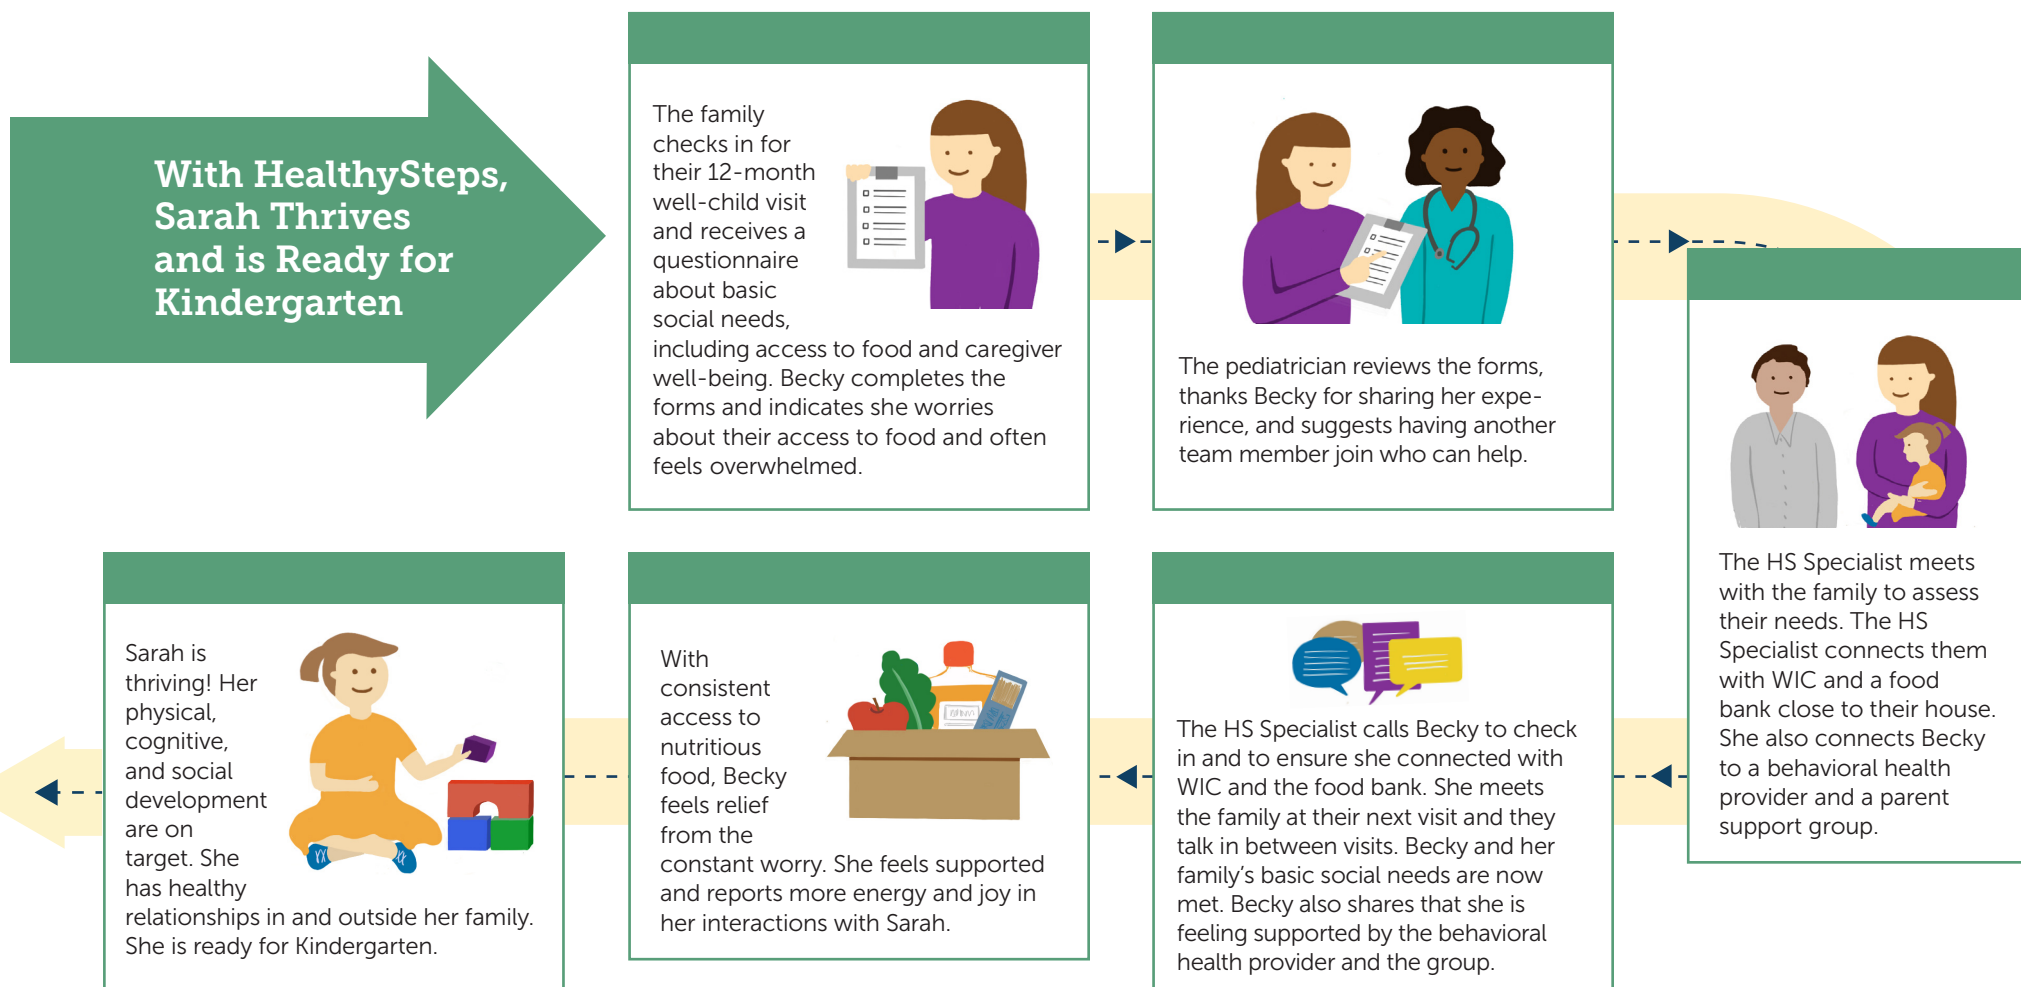 With HealthySteps,
Sarah Thrives
and is Ready for
Kindergarten
The family
checks in for
their 12-month
well-child visit
and receives a
questionnaire
about basic
social needs,
including access to food and caregiver
well-being. Becky completes the
forms and indicates she worries
about their access to food and often
feels overwhelmed.
The pediatrician reviews the forms,
thanks Becky for sharing her expe-
rience, and suggests having another
team member join who can help.
The HS Specialist meets
with the family to assess
their needs. The HS
Specialist connects them
with WIC and a food
bank close to their house.
She also connects Becky
to a behavioral health
provider and a parent
support group.
The HS Specialist calls Becky to check
in and to ensure she connected with
WIC and the food bank. She meets
the family at their next visit and they
talk in between visits. Becky and her
family’s basic social needs are now
met. Becky also shares that she is
feeling supported by the behavioral
health provider and the group.
With
consistent
access to
nutritious
food, Becky
feels relief
from the
constant worry. She feels supported
and reports more energy and joy in
her interactions with Sarah.
Sarah is
thriving! Her
physical,
cognitive,
and social
development
are on
target. She
has healthy
relationships in and outside her family.
She is ready for Kindergarten.